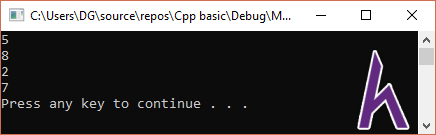 C:\Users\DG\source\repos\Cpp basic\Debug\M...
5
8
2
7
Press any key to continue . . .